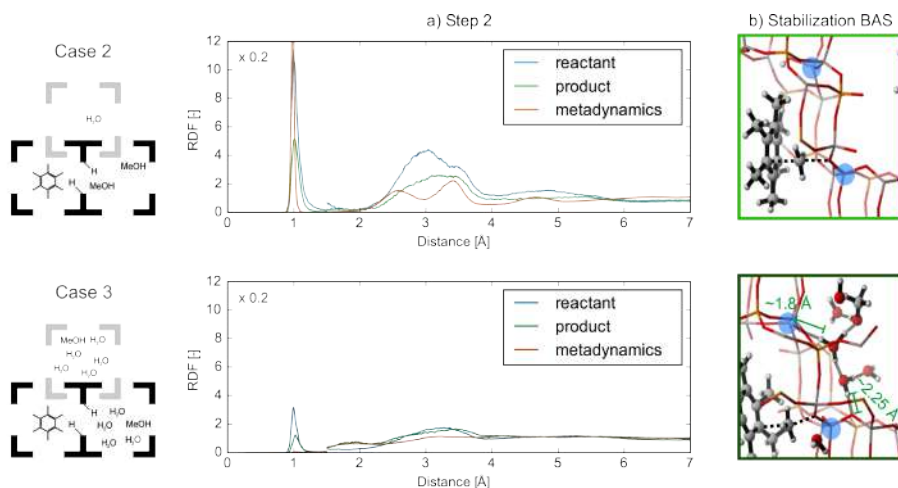 a) Step 2
b) Stabilization BAS
Case 2
H₂O
MeOH
H
H
MeOH
RDF [-]
12
10
8
6
4
2
0
x 0.2
reactant
product
metadynamics
0 1 2 3 4 5 6 7
Distance [Å]
Case 3
MeOH H₂O
H₂O
H₂O
H₂O
H₂O
H
H₂O
H
H₂O MeOH
H₂O H₂O
RDF [-]
12
10
8
6
4
2
0
x 0.2
reactant
product
metadynamics
0 1 2 3 4 5 6 7
Distance [Å]
~1.8 Å
~2.25 Å